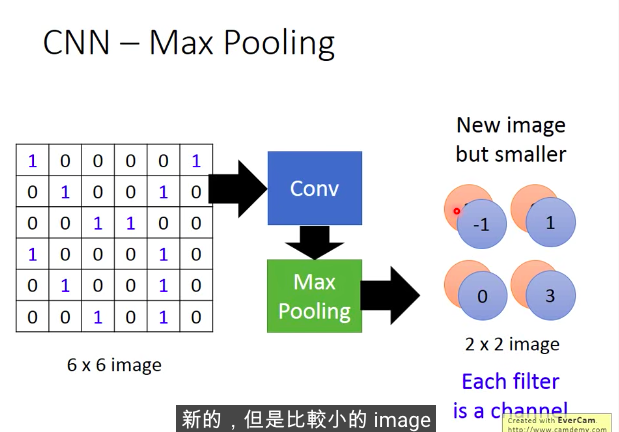 CNN – Max Pooling
1 0 0 0 0 1
0 1 0 0 1 0
0 0 1 1 0 0
1 0 0 0 1 0
0 1 0 0 1 0
0 0 1 0 1 0
6 x 6 image
Conv
Max
Pooling
New image
but smaller
-1 1
0 3
2 x 2 image
Each filter
is a channel
新的，但是比較小的 image
Created with EverCam.
http://www.camdemy.com